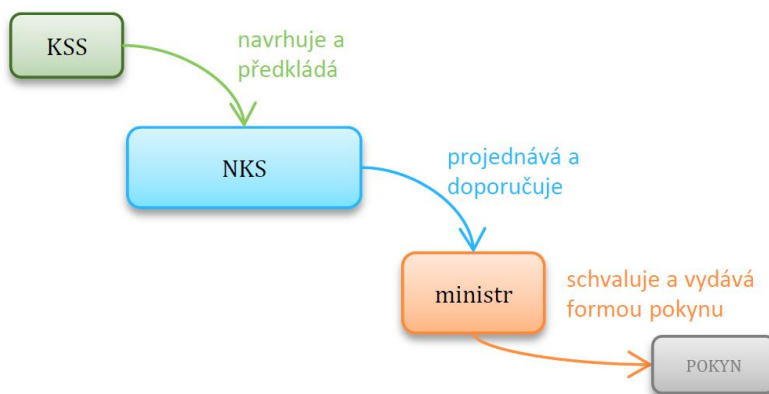 KSS
navrhuje a
předkládá
NKS
projednává a
doporučuje
ministr
schvaluje a vydává
formou pokynu
POKYN